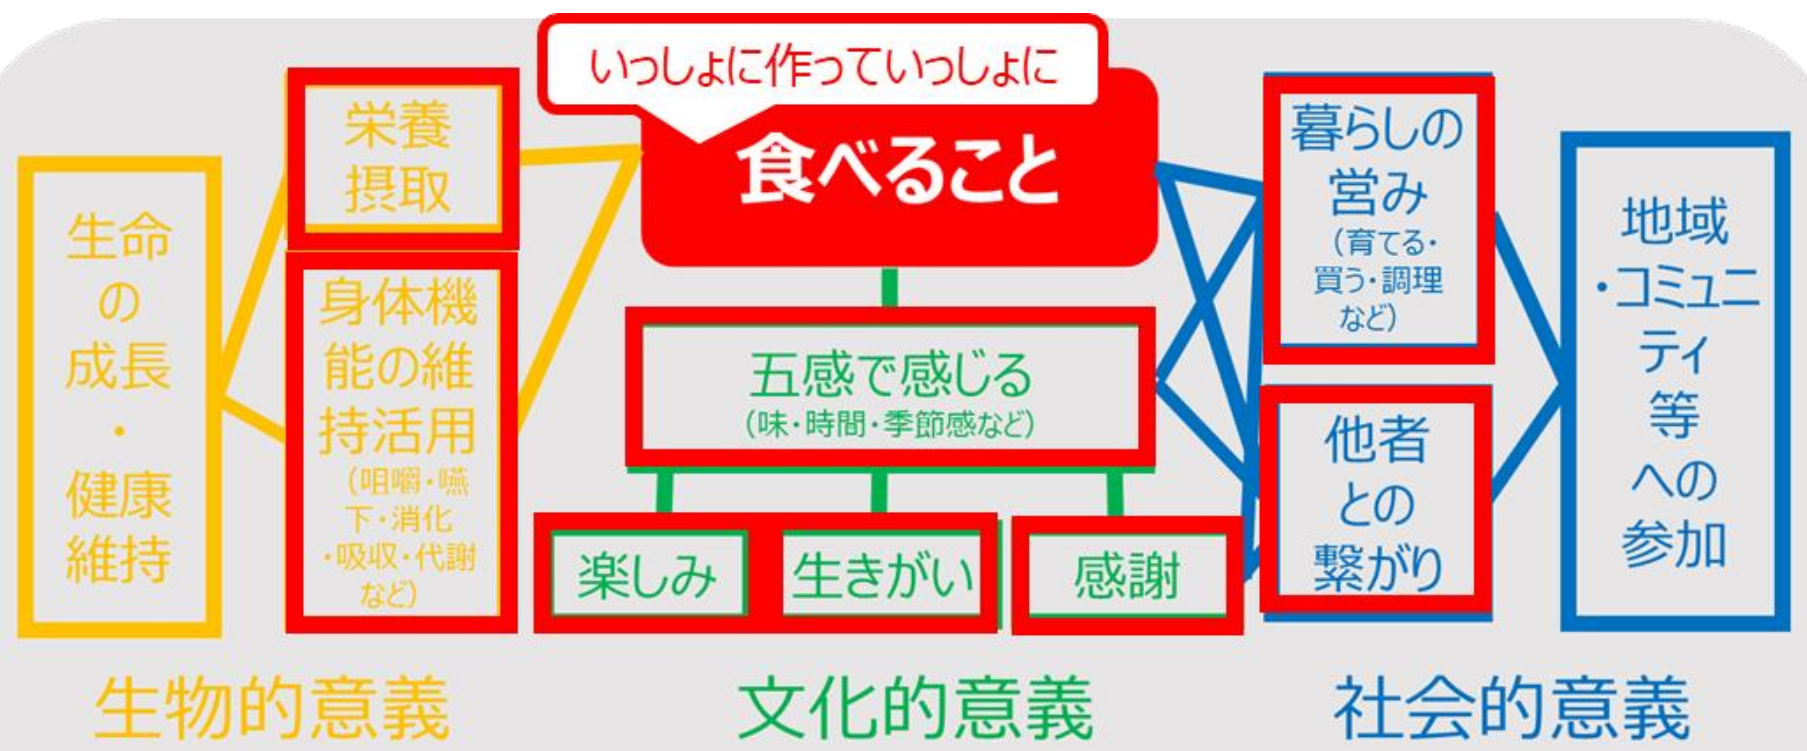 いっしょに作っていっしょに
食べること
生命
の
成長
・
健康
維持
栄養
摂取
身体機
能の維
持活用
（咀嚼・嚥
下・消化
・吸収・代謝
など）
五感で感じる
（味・時間・季節感など）
楽しみ
生きがい
感謝
暮らしの
営み
（育てる・
買う・調理
など）
他者
との
繋がり
地域
・コミュニ
ティ
等
への
参加
生物的意義
文化的意義
社会的意義